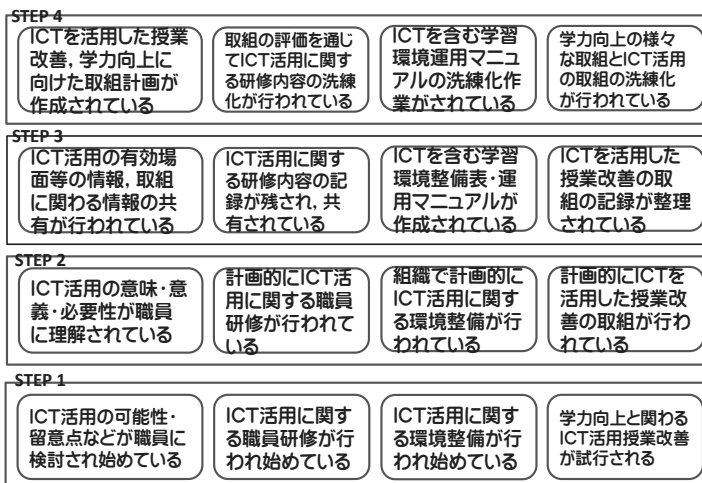 STEP 4
ICTを活用した授業
改善，学力向上に
向けた取組計画が
作成されている
取組の評価を通じ
てICT活用に関す
る研修内容の洗練
化が行われている
ICTを含む学習
環境運用マニュ
アルの洗練化作
業がされている
学力向上の様々
な取組とICT活用
の取組の洗練化
が行われている
STEP 3
ICT活用の有効場
面等の情報，取組
に関わる情報の共
有が行われている
ICT活用に関す
る研修内容の記
録が残され，共
有されている
ICTを含む学習
環境整備表・運
用マニュアルが
作成されている
ICTを活用した
授業改善の取
組の記録が整理
されている
STEP 2
ICT活用の意味・意
義・必要性が職員
に理解されている
計画的にICT活
用に関する職員
研修が行われて
いる
組織で計画的に
ICT活用に関す
る環境整備が行
われている
計画的にICTを
活用した授業改
善の取組が行わ
れている
STEP 1
ICT活用の可能性・
留意点などが職員に
検討され始めている
ICT活用に関す
る職員研修が行
われ始めている
ICT活用に関す
る環境整備が行
われ始めている
学力向上と関わる
ICT活用授業改善
が試行される